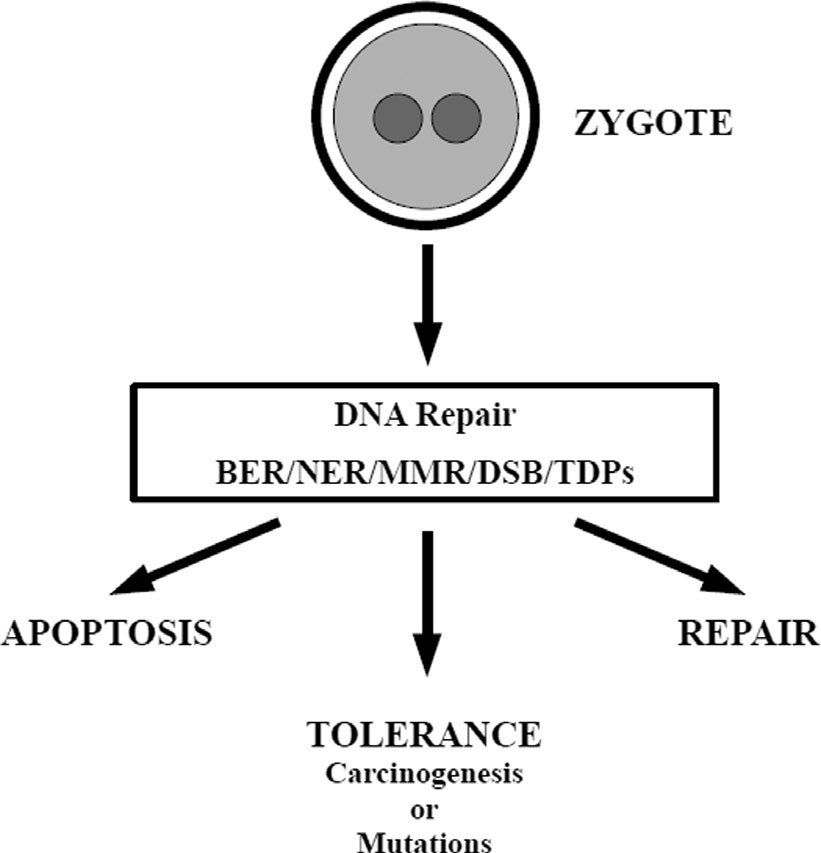 ZYGOTE
DNA Repair
BER/NER/MMR/DSB/TDPs
APOPTOSIS
REPAIR
TOLERANCE
Carcinogenesis
or
Mutations